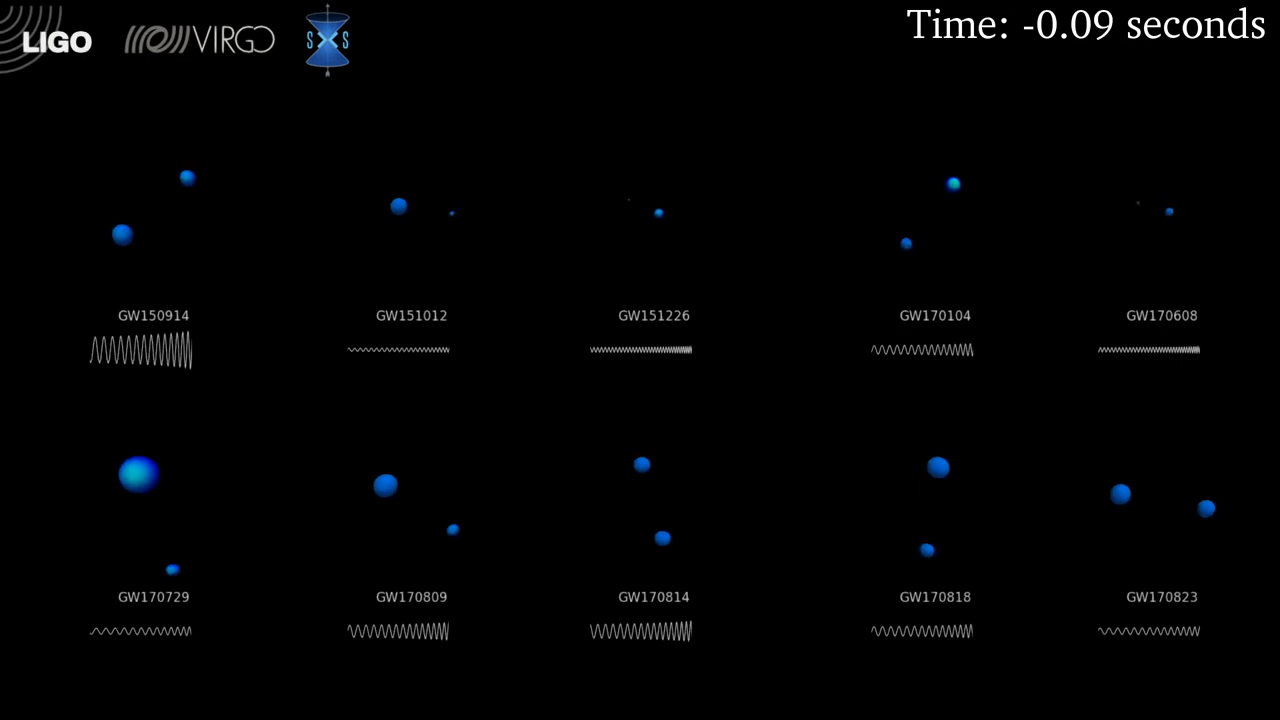 LIGO
VIRGO
SXS
Time: -0.09 seconds
GW150914
GW151012
GW151226
GW170104
GW170608
GW170729
GW170809
GW170814
GW170818
GW170823